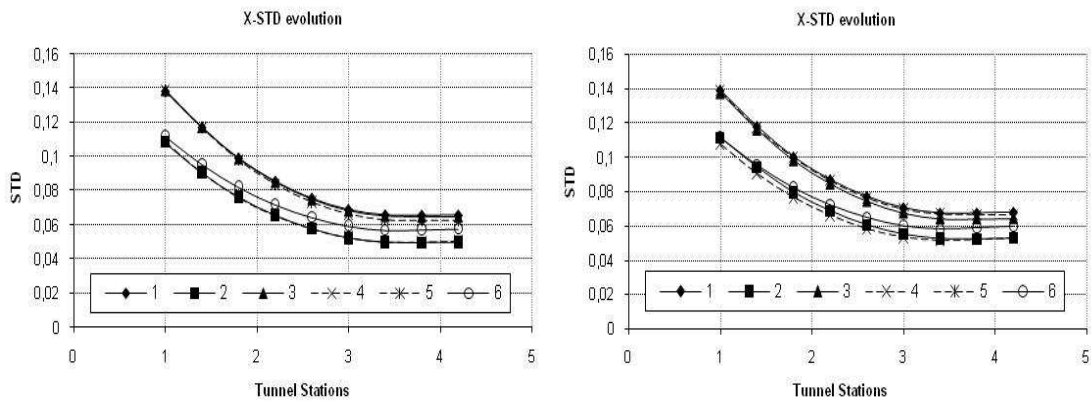 X-STD evolution
0,16
0,14
0,12
0,1
0,08
0,06
0,04
0,02
0
STD
1 2 3 4 5 6
0 1 2 3 4 5
Tunnel Stations
X-STD evolution
0,16
0,14
0,12
0,1
0,08
0,06
0,04
0,02
0
STD
1 2 3 4 5 6
0 1 2 3 4 5
Tunnel Stations